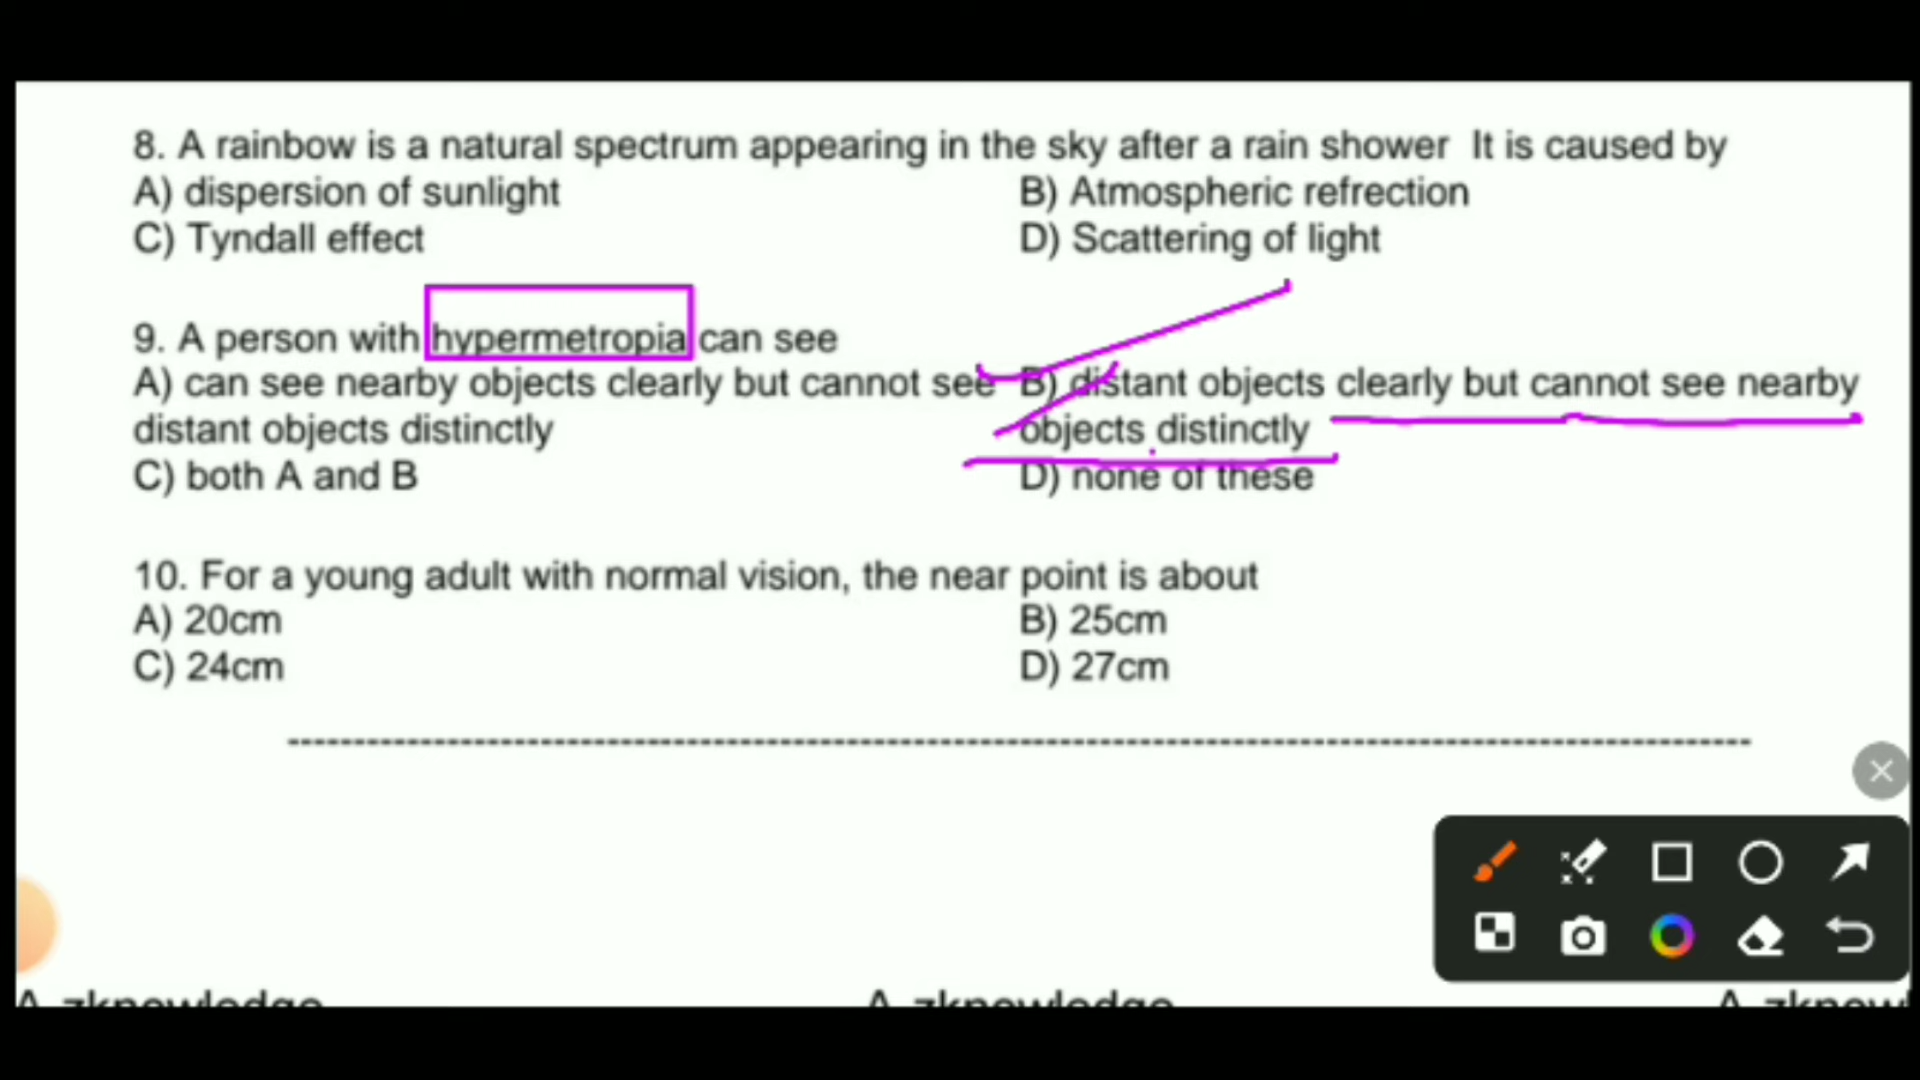 8. A rainbow is a natural spectrum appearing in the sky after a rain shower It is caused by
A) dispersion of sunlight B) Atmospheric refrection
C) Tyndall effect D) Scattering of light
9. A person with hypermetropia can see
A) can see nearby objects clearly but cannot see B) distant objects clearly but cannot see nearby
distant objects distinctly objects distinctly
C) both A and B D) none of these
10. For a young adult with normal vision, the near point is about
A) 20cm B) 25cm
C) 24cm D) 27cm
A-zknowledge A-zknowledge A-zknowl